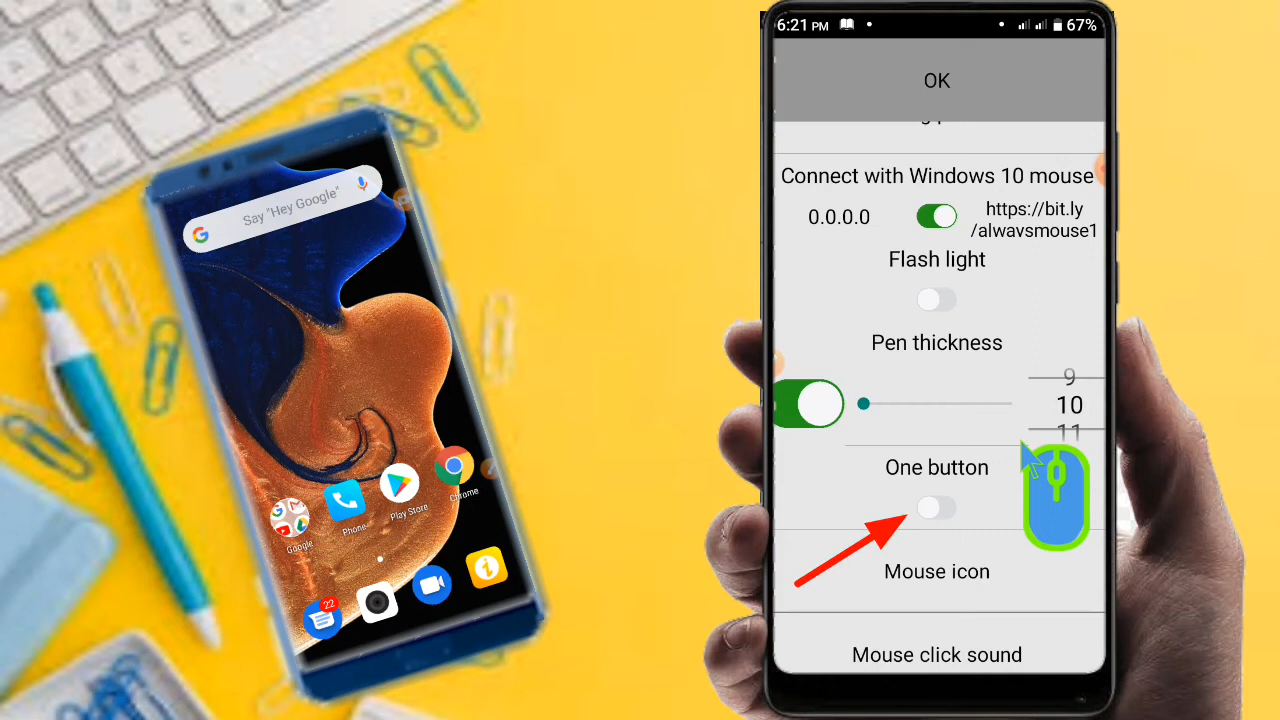 Say "Hey Google"
Google
Phone
Play Store
Chrome
22
6:21 PM
67%
OK
Connect with Windows 10 mouse
0.0.0.0
https://bit.ly
/alwavsmouse1
Flash light
Pen thickness
9
10
11
One button
Mouse icon
Mouse click sound